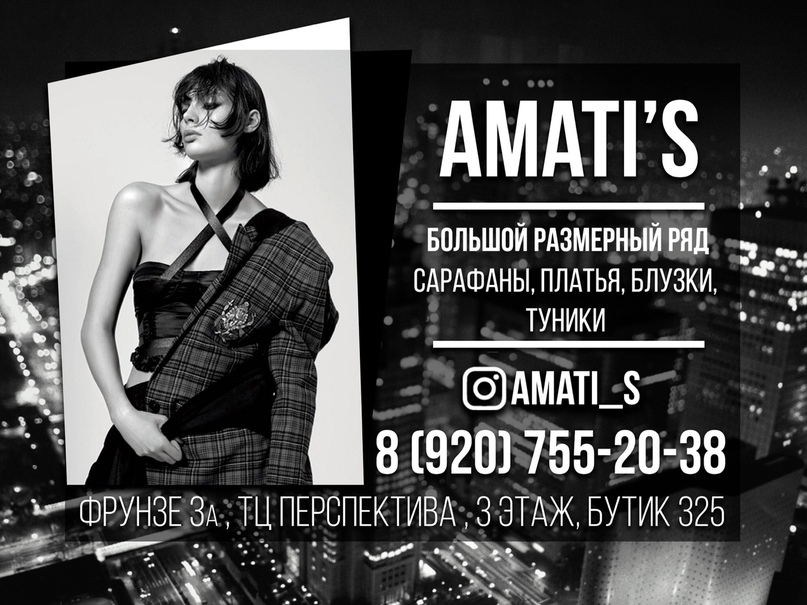 AMATI’S
БОЛЬШОЙ РАЗМЕРНЫЙ РЯД
САРАФАНЫ, ПЛАТЬЯ, БЛУЗКИ,
ТУНИКИ
AMATI_S
8 (920) 755-20-38
ФРУНЗЕ 3А , ТЦ ПЕРСПЕКТИВА , 3 ЭТАЖ, БУТИК 325